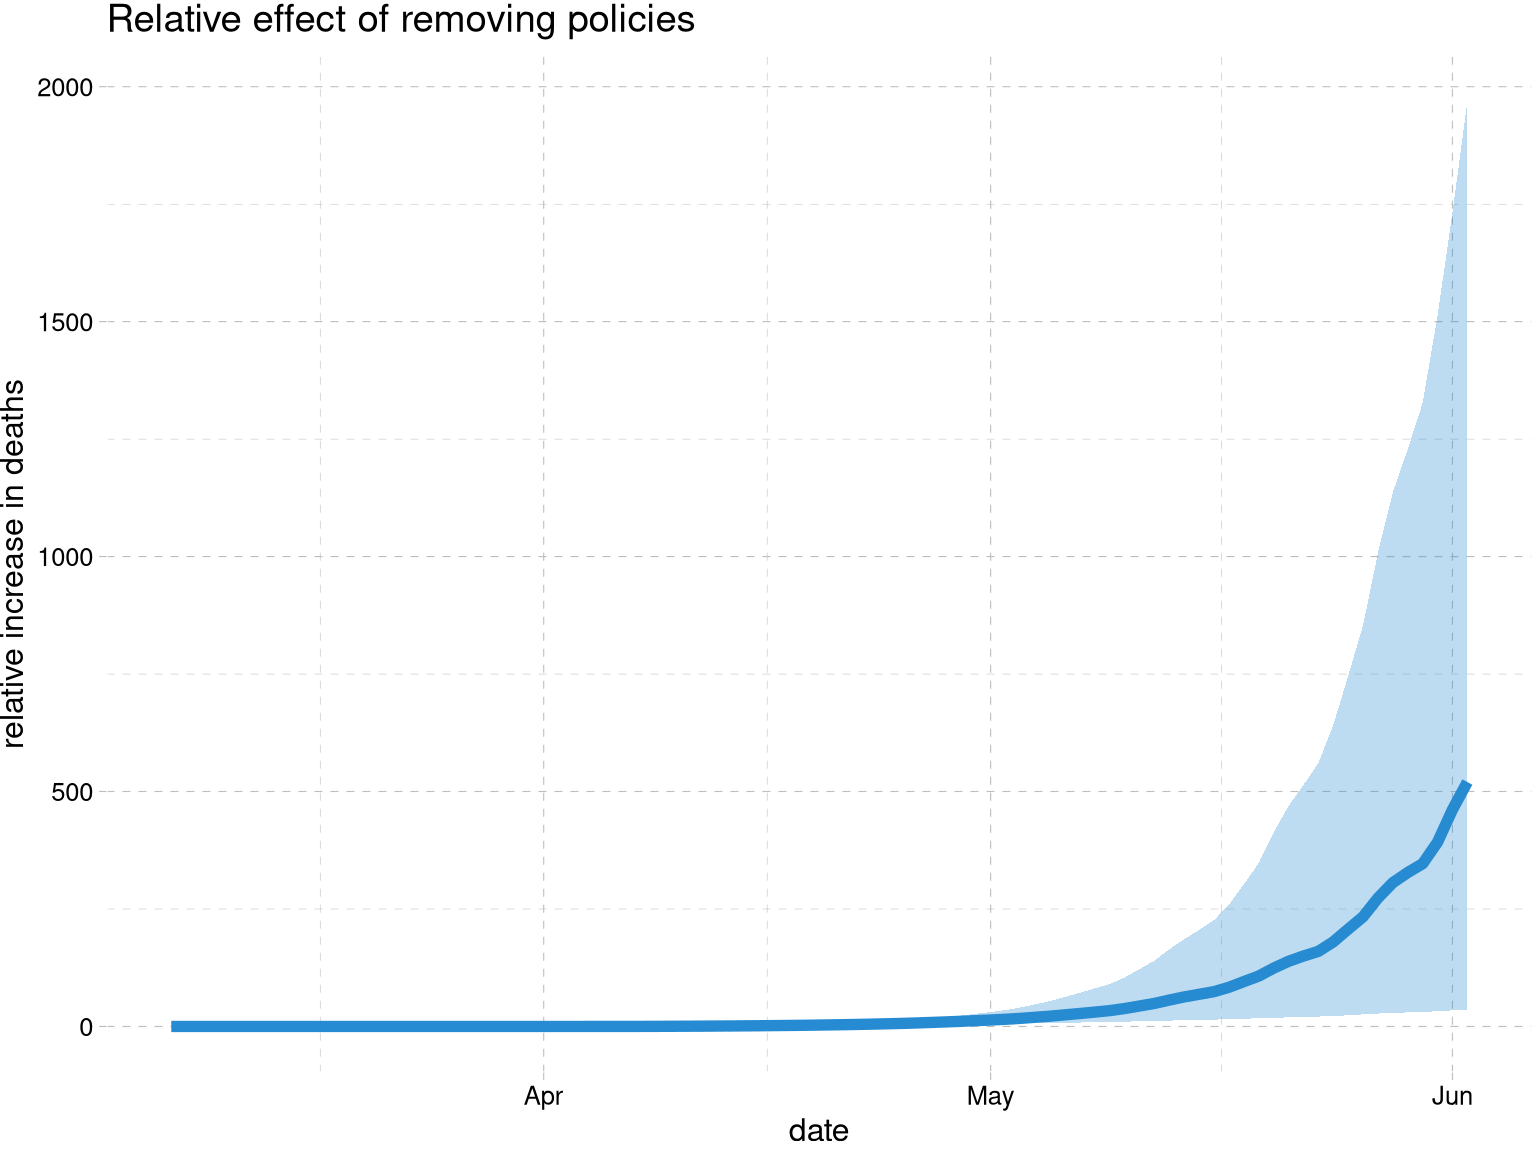 Relative effect of removing policies
2000
1500
1000
500
0
relative increase in deaths
Apr
May
Jun
date